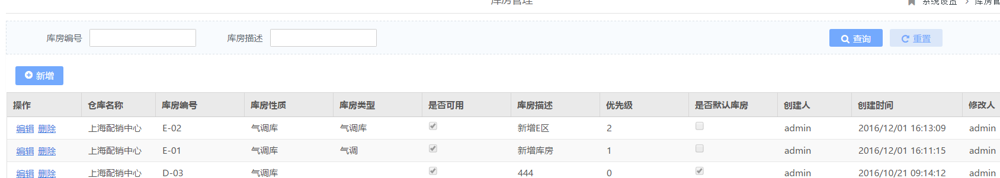 库房管理
系统设置 > 库房管
库房编号 库房描述 查询 重置
新增
操作 仓库名称 库房编号 库房性质 库房类型 是否可用 库房描述 优先级 是否默认库房 创建人 创建时间 修改人
编辑 删除 上海配销中心 E-02 气调库 气调库 新增E区 2 admin 2016/12/01 16:13:09 admin
编辑 删除 上海配销中心 E-01 气调库 气调 新增库房 1 admin 2016/12/01 16:11:15 admin
编辑 删除 上海配销中心 D-03 气调库 444 0 admin 2016/10/21 09:14:12 admin